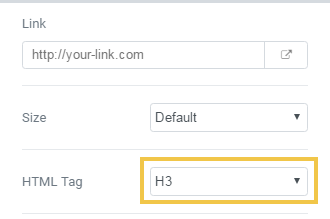 Link
http://your-link.com
Size Default
HTML Tag H3